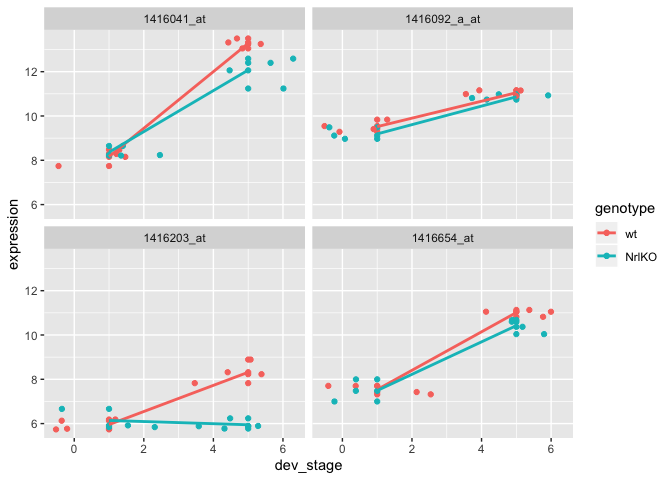 1416041_at
1416092_a_at
12
10
8
6
expression
genotype
wt
NrlKO
1416203_at
1416654_at
12
10
8
6
0
2
4
6
0
2
4
6
dev_stage